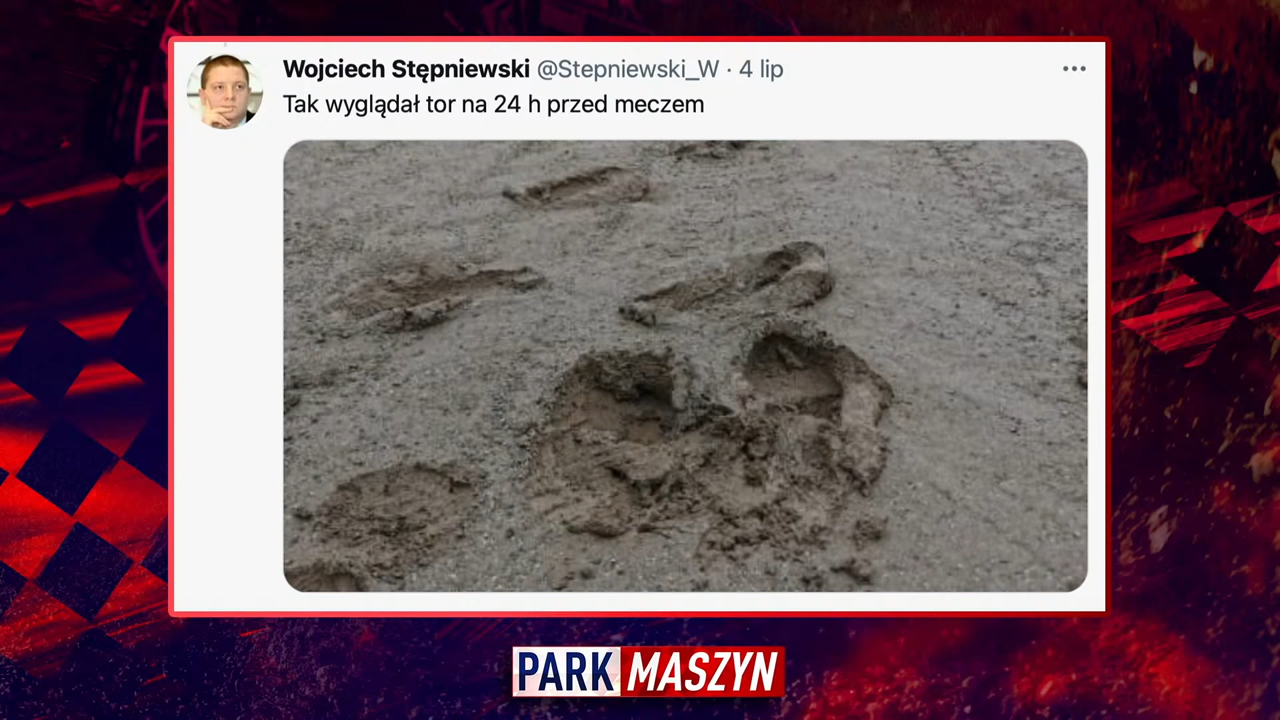 Wojciech Stępniewski @Stepniewski_W · 4 lip
Tak wyglądał tor na 24 h przed meczem
PARK MASZYN